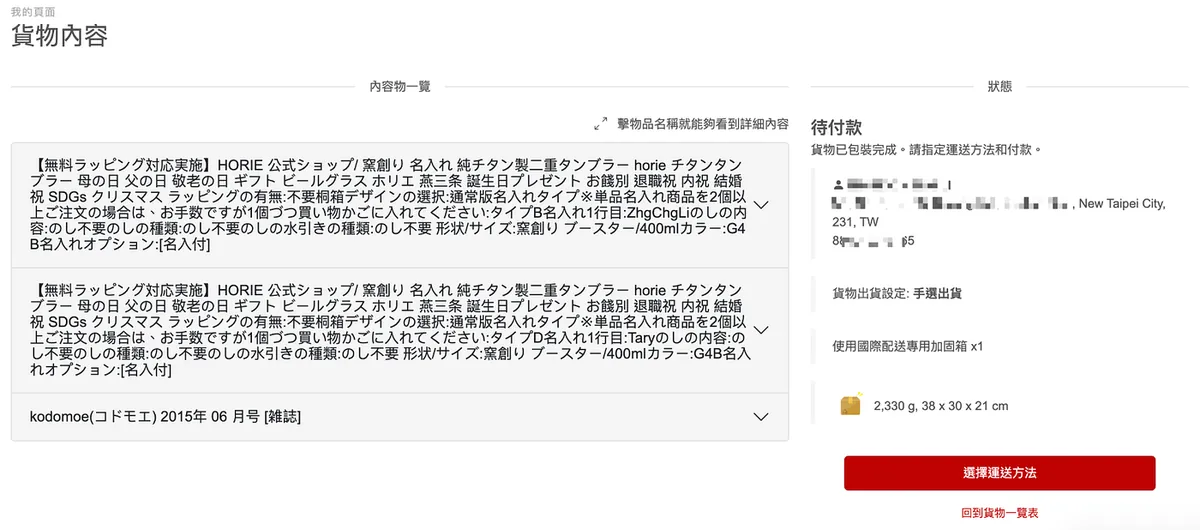 我的頁面
貨物內容
內容物一覽
擊物品名稱就能夠看到詳細內容
【無料ラッピング対応実施】HORIE 公式ショップ/ 窯創り 名入れ 純チタン製二重タンブラー horie チタンタン
ブラー 母の日 父の日 敬老の日 ギフト ビールグラス ホリエ 燕三条 誕生日プレゼント お餞別 退職祝 内祝 結婚
祝 SDGs クリスマス ラッピングの有無:不要桐箱デザインの選択:通常版名入れタイプ※単品名入れ商品を2個以
上ご注文の場合は、お手数ですが1個づつ買い物かごに入れてください:タイプB名入れ1行目:ZhgChgLiのしの内
容:のし不要のしの種類:のし不要のしの水引きの種類:のし不要 形状/サイズ:窯創り ブースター/400mlカラー:G4
B名入れオプション:[名入付]
【無料ラッピング対応実施】HORIE 公式ショップ/ 窯創り 名入れ 純チタン製二重タンブラー horie チタンタン
ブラー 母の日 父の日 敬老の日 ギフト ビールグラス ホリエ 燕三条 誕生日プレゼント お餞別 退職祝 内祝 結婚
祝 SDGs クリスマス ラッピングの有無:不要桐箱デザインの選択:通常版名入れタイプ※単品名入れ商品を2個以
上ご注文の場合は、お手数ですが1個づつ買い物かごに入れてください:タイプD名入れ1行目:Taryのしの内容:の
し不要のしの種類:のし不要のしの水引きの種類:のし不要 形状/サイズ:窯創り ブースター/400mlカラー:G4B名入
れオプション:[名入付]
kodomoe(コドモエ) 2015年 06 月号 [雑誌]
狀態
待付款
貨物已包裝完成。請指定運送方法和付款。
, New Taipei City,
231, TW
貨物出貨設定: 手選出貨
使用國際配送專用加固箱 x1
2,330 g, 38 x 30 x 21 cm
選擇運送方法
回到貨物一覽表